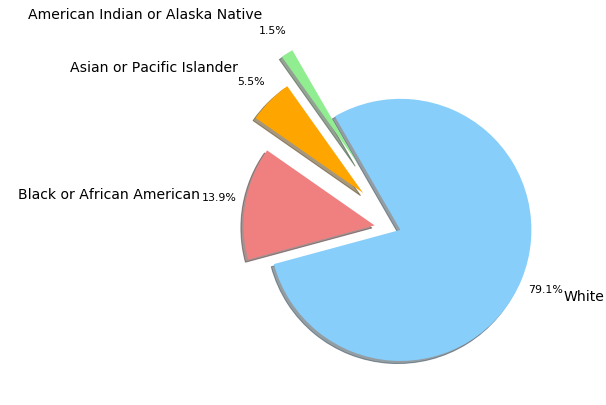 American Indian or Alaska Native
1.5%
Asian or Pacific Islander
5.5%
Black or African American
13.9%
79.1%
White